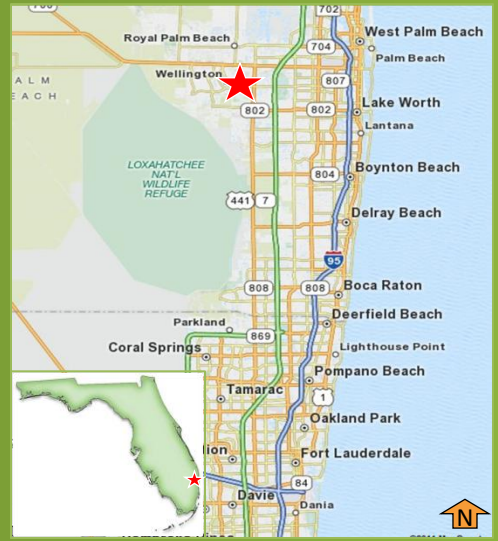 702
West Palm Beach
Royal Palm Beach
704
Palm Beach
Wellington
807
ALM
EACH
802
802
Lake Worth
Lantana
LOXAHATCHEE
NAT'L
WILDLIFE
REFUGE
804
Boynton Beach
441
7
Delray Beach
95
808
808
Boca Raton
Parkland
Deerfield Beach
869
Coral Springs
Lighthouse Point
Pompano Beach
Tamarac
1
Oakland Park
ion
Fort Lauderdale
84
Davie
Dania
N